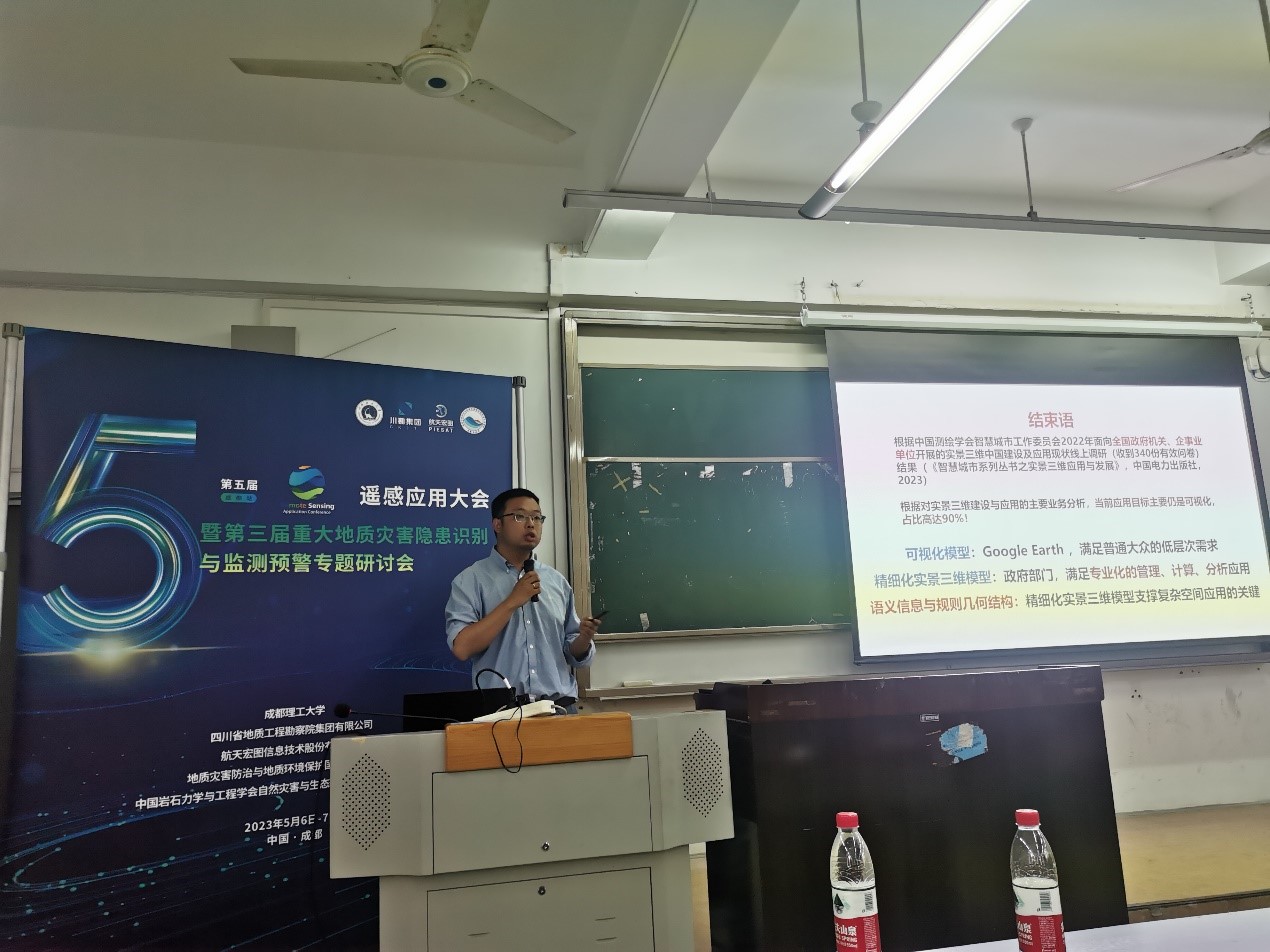 川勘集团
航天宏图
PIESAT
第五届
遥感应用大会
mote Sensing
Application Conference
暨第三届重大地质灾害隐患识别
与监测预警专题研讨会
成都理工大学
四川省地质工程勘察院集团有限公司
航天宏图信息技术股份有
地质灾害防治与地质环境保护国
中国岩石力学与工程学会自然灾害与生态
2023年5月6日-7
中国·成都
结束语
根据中国测绘学会智慧城市工作委员会2022年面向全国政府机关、企事业
单位开展的实景三维中国建设及应用现状线上调研（收到340份有效问卷）
结果（《智慧城市系列丛书之实景三维应用与发展》，中国电力出版社，
2023）
根据对实景三维建设与应用的主要业务分析，当前应用目标主要仍是可视化，
占比高达90%！
可视化模型：Google Earth ，满足普通大众的低层次需求
精细化实景三维模型：政府部门，满足专业化的管理、计算、分析应用
语义信息与规则几何结构：精细化实景三维模型支撑复杂空间应用的关键